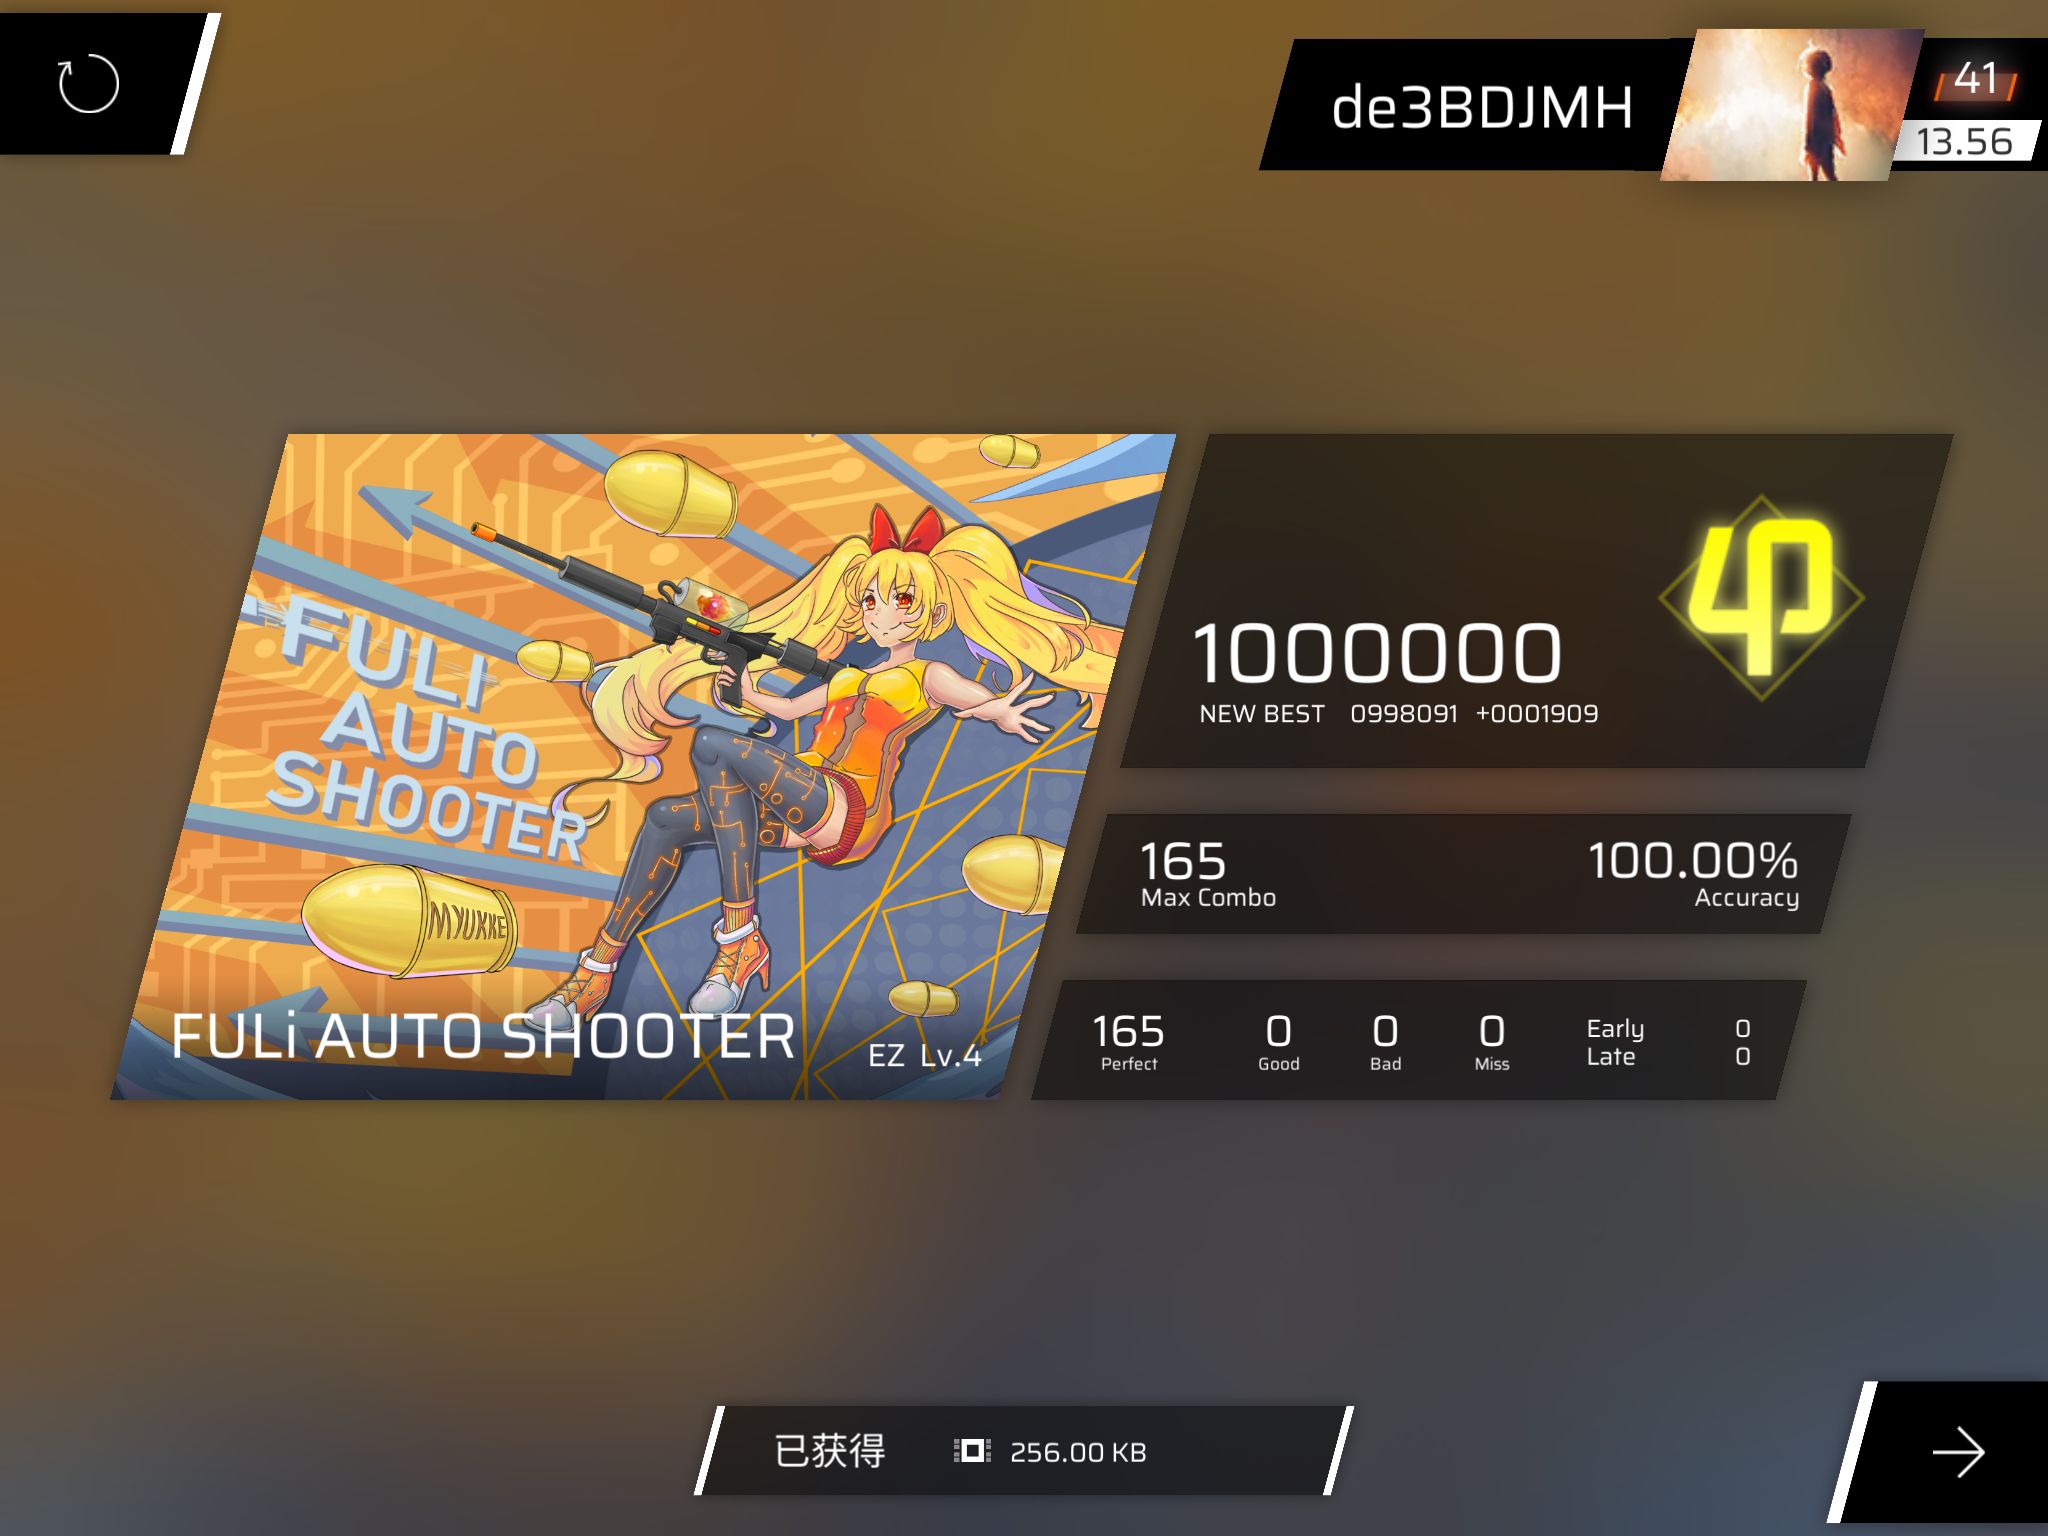 de3BDJMH
41
13.56
FULI
AUTO
SHOOTER
MYUKKE
FULi AUTO SHOOTER
EZ Lv.4
1000000
φ
NEW BEST 0998091 +0001909
165
Max Combo
100.00%
Accuracy
165
Perfect
0
Good
0
Bad
0
Miss
Early 0
Late 0
已获得
256.00 KB